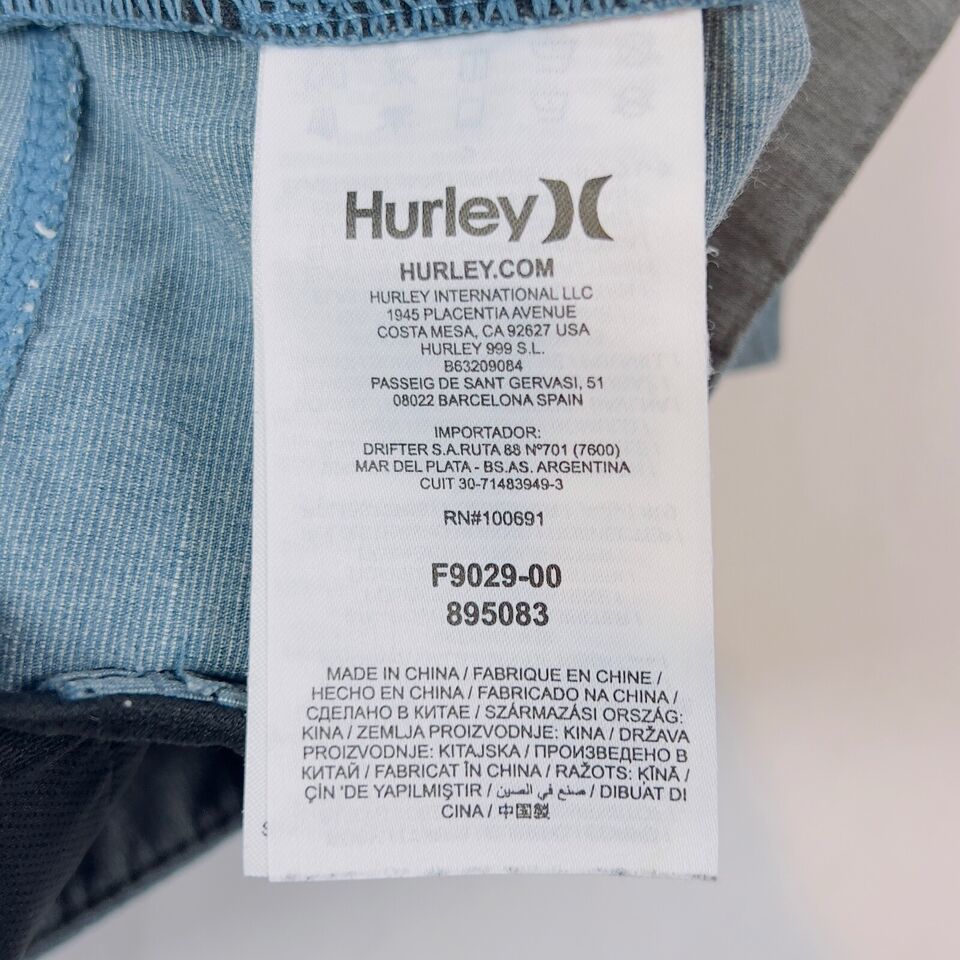 Hurley
HURLEY.COM
HURLEY INTERNATIONAL LLC
1945 PLACENTIA AVENUE
COSTA MESA, CA 92627 USA
HURLEY 999 S.L.
B63209084
PASSEIG DE SANT GERVASI, 51
08022 BARCELONA SPAIN
IMPORTADOR:
DRIFTER S.A.RUTA 88 Nº701 (7600)
MAR DEL PLATA - BS.AS. ARGENTINA
CUIT 30-71483949-3
RN#100691
F9029-00
895083
MADE IN CHINA / FABRIQUE EN CHINE /
HECHO EN CHINA / FABRICADO NA CHINA /
СДЕЛАНО В КИТАЕ / SZÁRMAZÁSI ORSZÁG:
KINA / ZEMLJA PROIZVODNJE: KINA / DRŽAVA
PROIZVODNJE: KITAJSKA / ПРОИЗВЕДЕНО В
КИТАЙ / FABRICAT ÎN CHINA / RAŽOTS: ĶĪNĀ /
ÇİN 'DE YAPILMIŞTIR / صنع في الصين / DIBUAT DI
CINA / 中国製